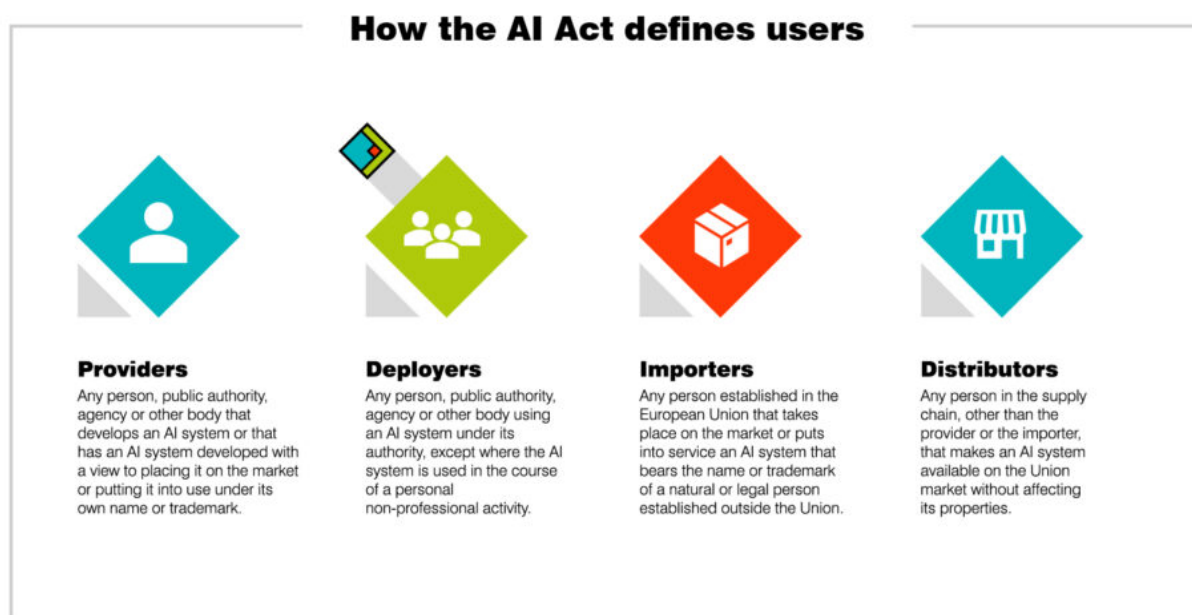 How the AI Act defines users
Providers
Any person, public authority,
agency or other body that
develops an AI system or that
has an AI system developed with
a view to placing it on the market
or putting it into use under its
own name or trademark.
Deployers
Any person, public authority,
agency or other body using
an AI system under its
authority, except where the AI
system is used in the course
of a personal
non-professional activity.
Importers
Any person established in the
European Union that takes
place on the market or puts
into service an AI system that
bears the name or trademark
of a natural or legal person
established outside the Union.
Distributors
Any person in the supply
chain, other than the
provider or the importer,
that makes an AI system
available on the Union
market without affecting
its properties.